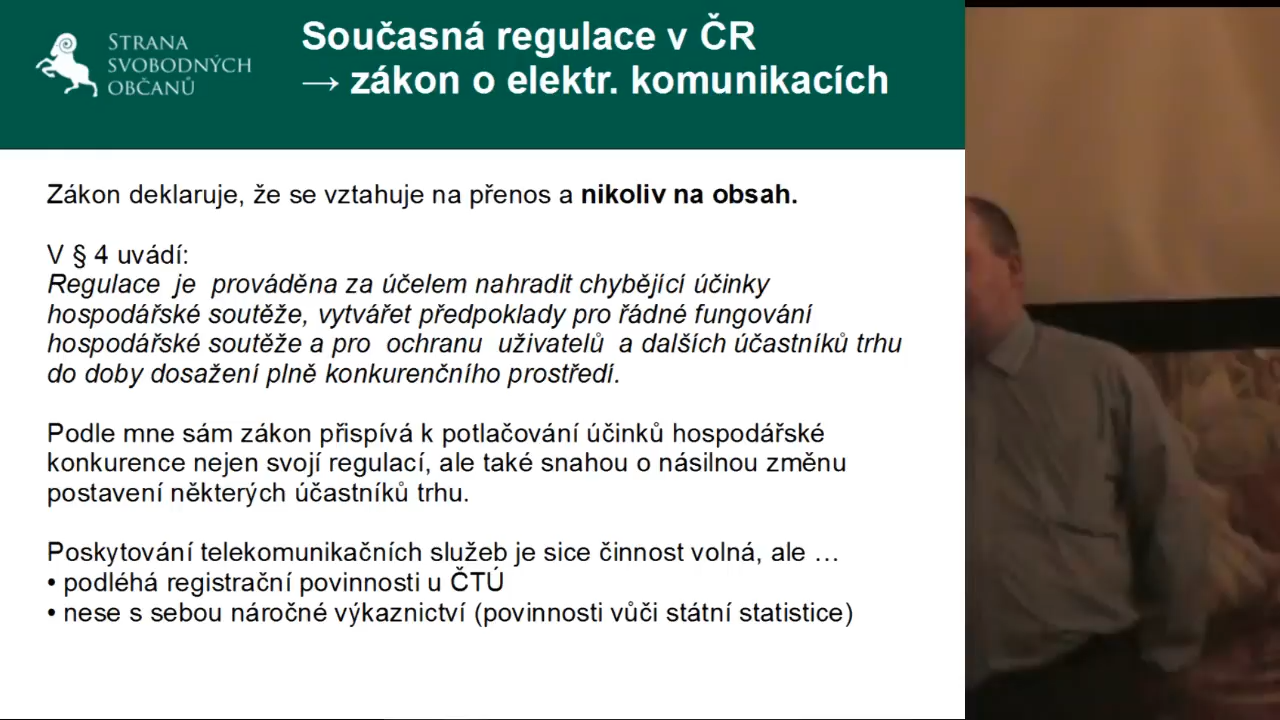 STRANA
SVOBODNÝCH
OBČANŮ
Současná regulace v ČR
→ zákon o elektr. komunikacích
Zákon deklaruje, že se vztahuje na přenos a nikoliv na obsah.
V § 4 uvádí:
Regulace je prováděna za účelem nahradit chybějící účinky
hospodářské soutěže, vytvářet předpoklady pro řádné fungování
hospodářské soutěže a pro ochranu uživatelů a dalších účastníků trhu
do doby dosažení plně konkurenčního prostředí.
Podle mne sám zákon přispívá k potlačování účinků hospodářské
konkurence nejen svojí regulací, ale také snahou o násilnou změnu
postavení některých účastníků trhu.
Poskytování telekomunikačních služeb je sice činnost volná, ale …
• podléhá registrační povinnosti u ČTÚ
• nese s sebou náročné výkaznictví (povinnosti vůči státní statistice)